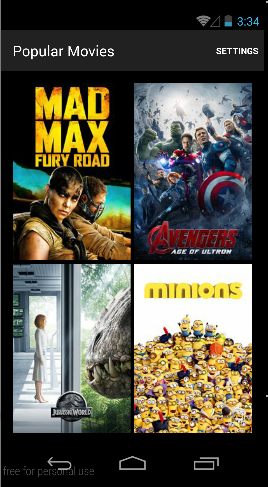 3:34
Popular Movies
SETTINGS
MAD
MAX
FURY ROAD
AVENGERS
AGE OF ULTRON
JURASSIC WORLD
minions
free for personal use